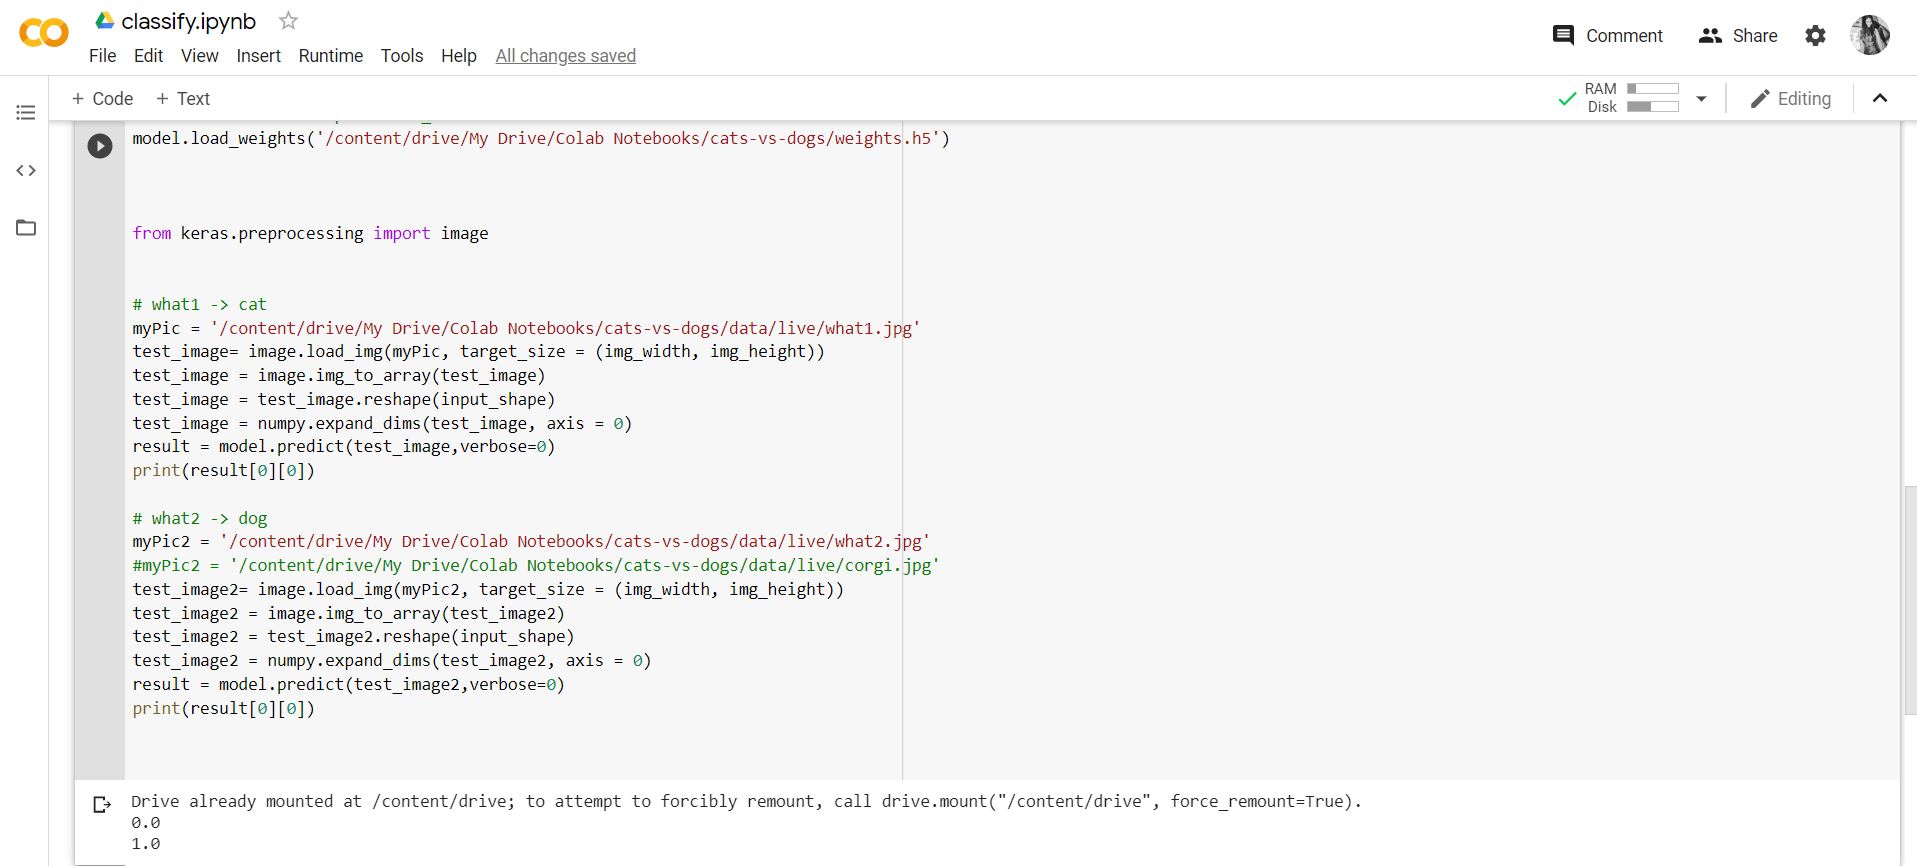 classify.ipynb
File Edit View Insert Runtime Tools Help All changes saved
Comment
Share
+ Code + Text
RAM
Disk
Editing
model.load_weights('/content/drive/My Drive/Colab Notebooks/cats-vs-dogs/weights.h5')
from keras.preprocessing import image
# what1 -> cat
myPic = '/content/drive/My Drive/Colab Notebooks/cats-vs-dogs/data/live/what1.jpg'
test_image= image.load_img(myPic, target_size = (img_width, img_height))
test_image = image.img_to_array(test_image)
test_image = test_image.reshape(input_shape)
test_image = numpy.expand_dims(test_image, axis = 0)
result = model.predict(test_image,verbose=0)
print(result[0][0])
# what2 -> dog
myPic2 = '/content/drive/My Drive/Colab Notebooks/cats-vs-dogs/data/live/what2.jpg'
#myPic2 = '/content/drive/My Drive/Colab Notebooks/cats-vs-dogs/data/live/corgi.jpg'
test_image2= image.load_img(myPic2, target_size = (img_width, img_height))
test_image2 = image.img_to_array(test_image2)
test_image2 = test_image2.reshape(input_shape)
test_image2 = numpy.expand_dims(test_image2, axis = 0)
result = model.predict(test_image2,verbose=0)
print(result[0][0])
Drive already mounted at /content/drive; to attempt to forcibly remount, call drive.mount("/content/drive", force_remount=True).
0.0
1.0